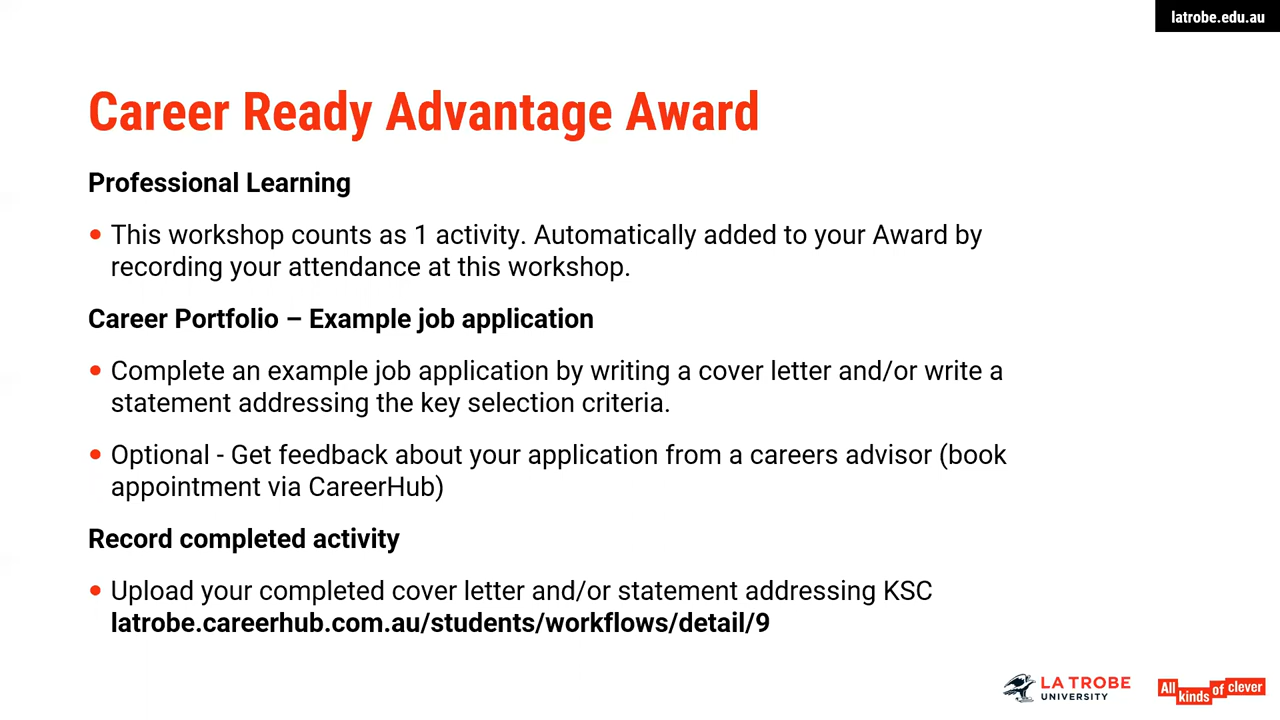 latrobe.edu.au
Career Ready Advantage Award
Professional Learning
• This workshop counts as 1 activity. Automatically added to your Award by
recording your attendance at this workshop.
Career Portfolio – Example job application
• Complete an example job application by writing a cover letter and/or write a
statement addressing the key selection criteria.
• Optional - Get feedback about your application from a careers advisor (book
appointment via CareerHub)
Record completed activity
• Upload your completed cover letter and/or statement addressing KSC
latrobe.careerhub.com.au/students/workflows/detail/9
LA TROBE
UNIVERSITY
All kinds of clever